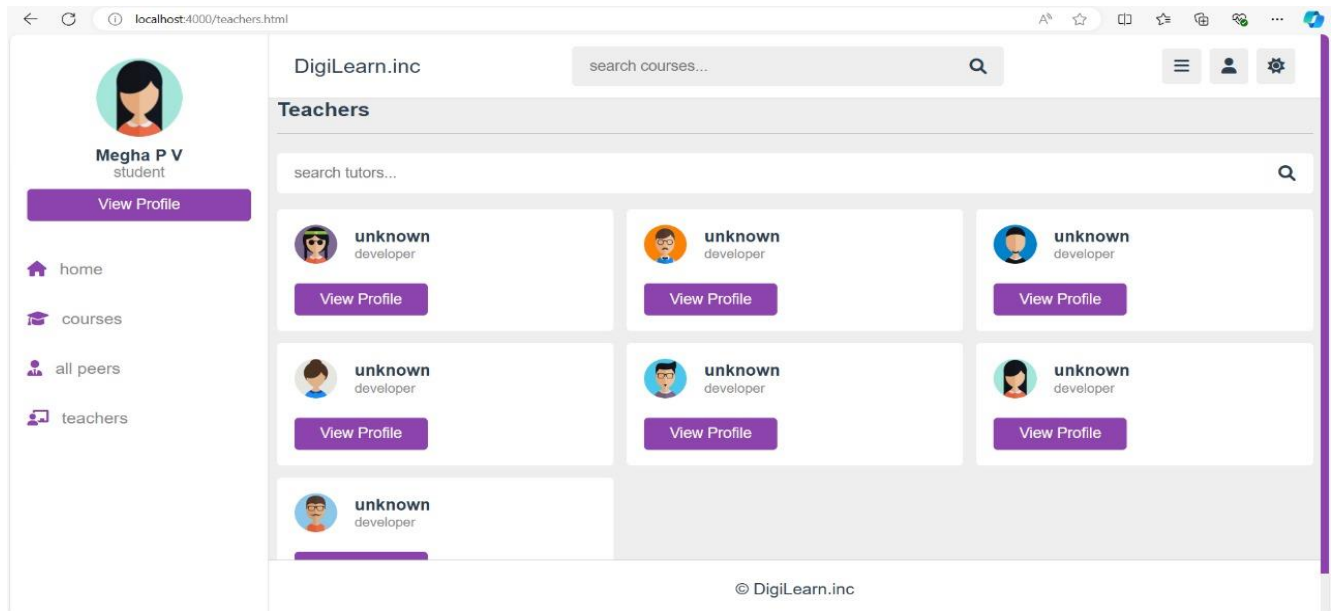 localhost:4000/teachers.html
DigiLearn.inc
search courses...
Megha P V
student
View Profile
home
courses
all peers
teachers
Teachers
search tutors...
unknown
developer
View Profile
unknown
developer
View Profile
unknown
developer
View Profile
unknown
developer
View Profile
unknown
developer
View Profile
unknown
developer
View Profile
unknown
developer
© DigiLearn.inc